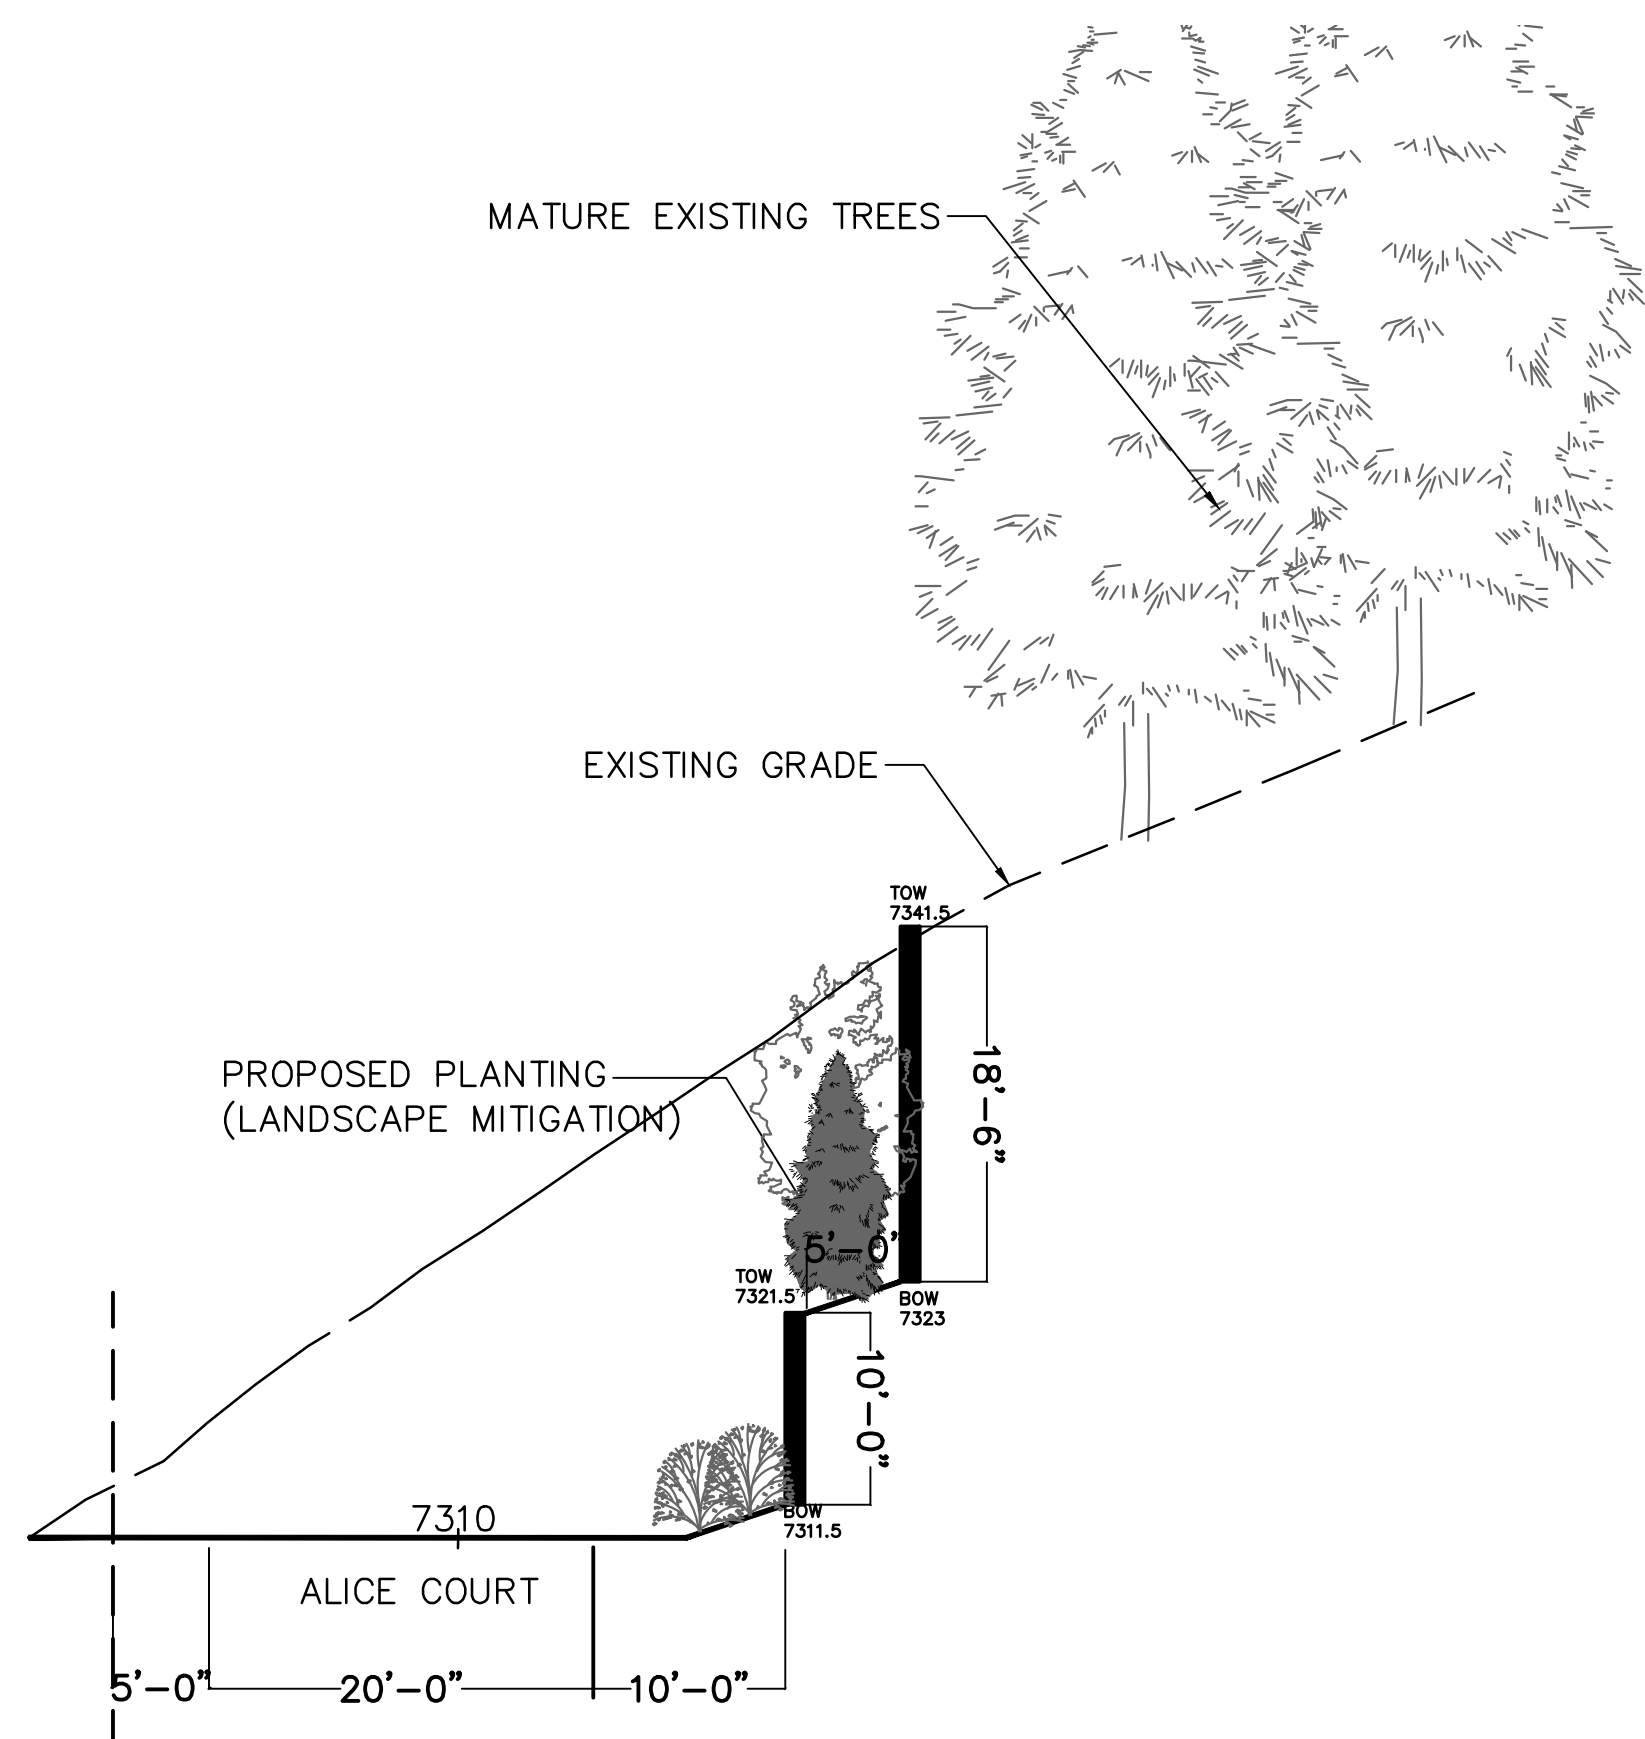 MATURE EXISTING TREES
EXISTING GRADE
TOW
7341.5
18'-6"
PROPOSED PLANTING
(LANDSCAPE MITIGATION)
5'-0"
TOW
7321.5
BOW
7323
10'-0"
BOW
7311.5
7310
ALICE COURT
5'-0"
20'-0"
10'-0"